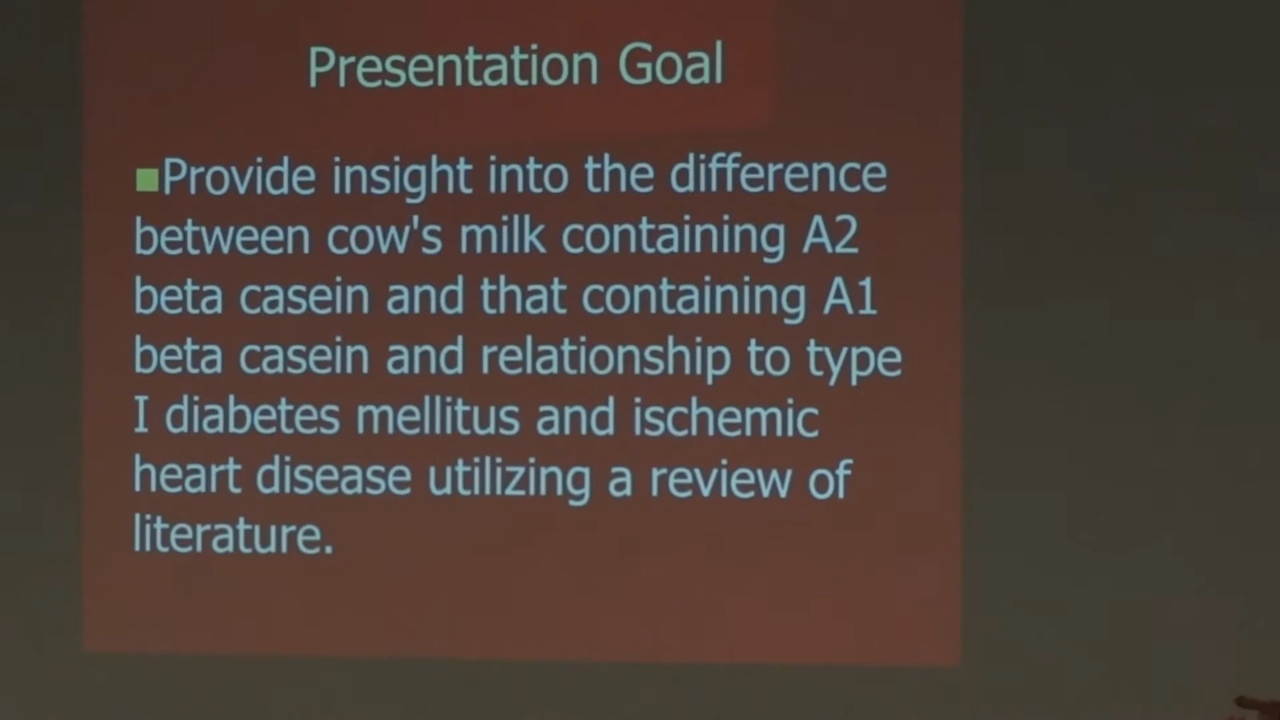 Presentation Goal
Provide insight into the difference
between cow's milk containing A2
beta casein and that containing A1
beta casein and relationship to type
I diabetes mellitus and ischemic
heart disease utilizing a review of
literature.